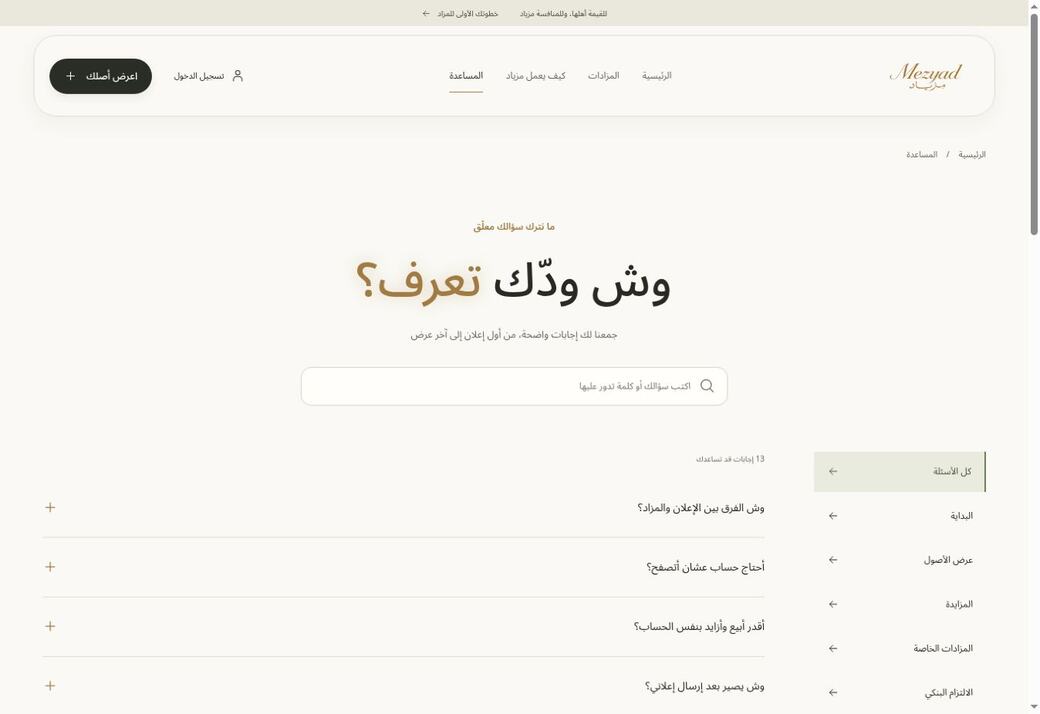 للقيمة أهلها، وللمنافسة مزياد
خطوتك الأولى للمزاد ←
Mezyad
مزيــاد
الرئيسية
المزادات
كيف يعمل مزياد
المساعدة
تسجيل الدخول
اعرض أصلك +
الرئيسية / المساعدة
ما نترك سؤالك معلّق
وش ودّك تعرف؟
جمعنا لك إجابات واضحة، من أول إعلان إلى آخر عرض
اكتب سؤالك أو كلمة تدور عليها
كل الأسئلة ←
البداية ←
عرض الأصول ←
المزايدة ←
المزادات الخاصة ←
الالتزام البنكي ←
13 إجابات قد تساعدك
وش الفرق بين الإعلان والمزاد؟ +
أحتاج حساب عشان أتصفح؟ +
أقدر أبيع وأزايد بنفس الحساب؟ +
وش يصير بعد إرسال إعلاني؟ +